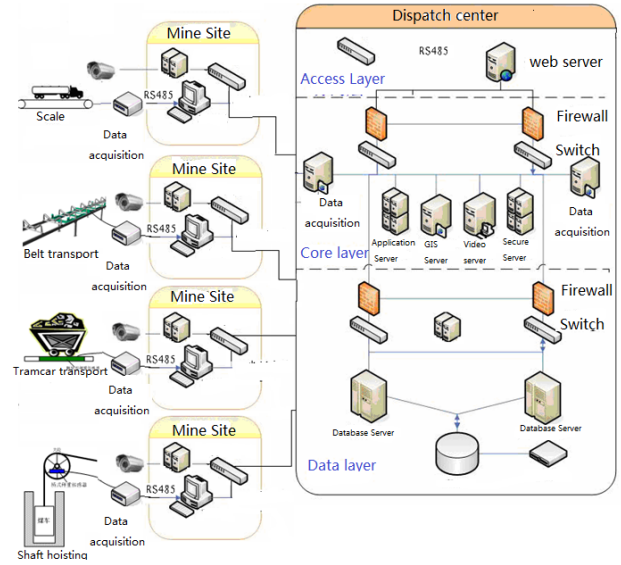 Mine Site
RS485
Scale
Data
acquisition
Mine Site
RS485
Belt transport
Data
acquisition
Mine Site
RS485
Tramcar transport
Data
acquisition
Mine Site
RS485
煤车
Data
acquisition
Shaft hoisting
Dispatch center
RS485
web server
Access Layer
Firewall
Switch
Data
acquisition
Application
Server
GIS
Server
Video
server
Secure
Server
Data
acquisition
Core layer
Firewall
Switch
Database Server
Database Server
Data layer